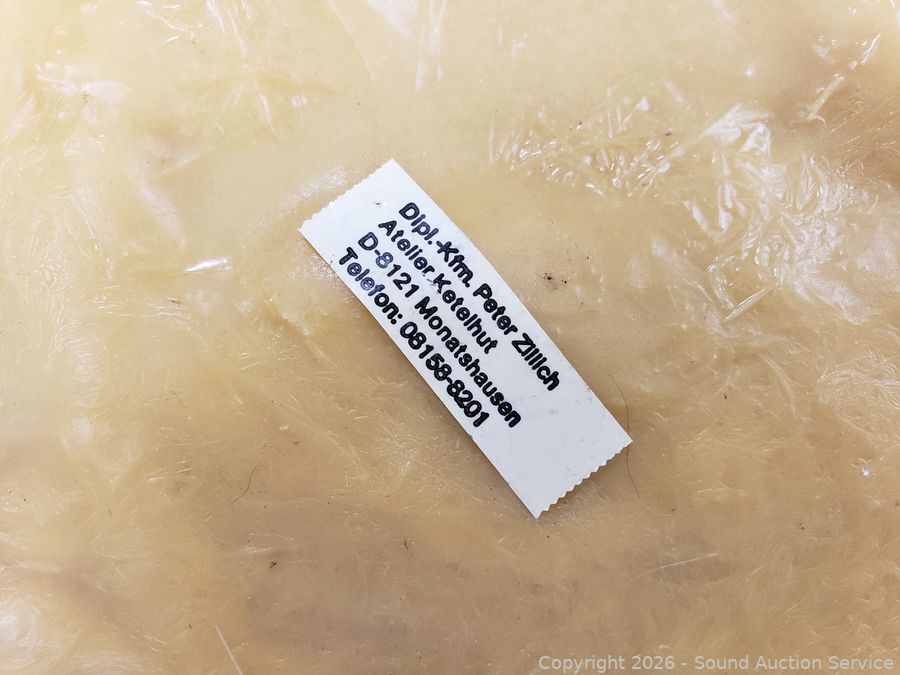 Dipl.-Kfm. Peter Zillich
Atelier Ketelhut
D-8121 Monatshausen
Telefon: 08158-8201
Copyright 2026 - Sound Auction Service